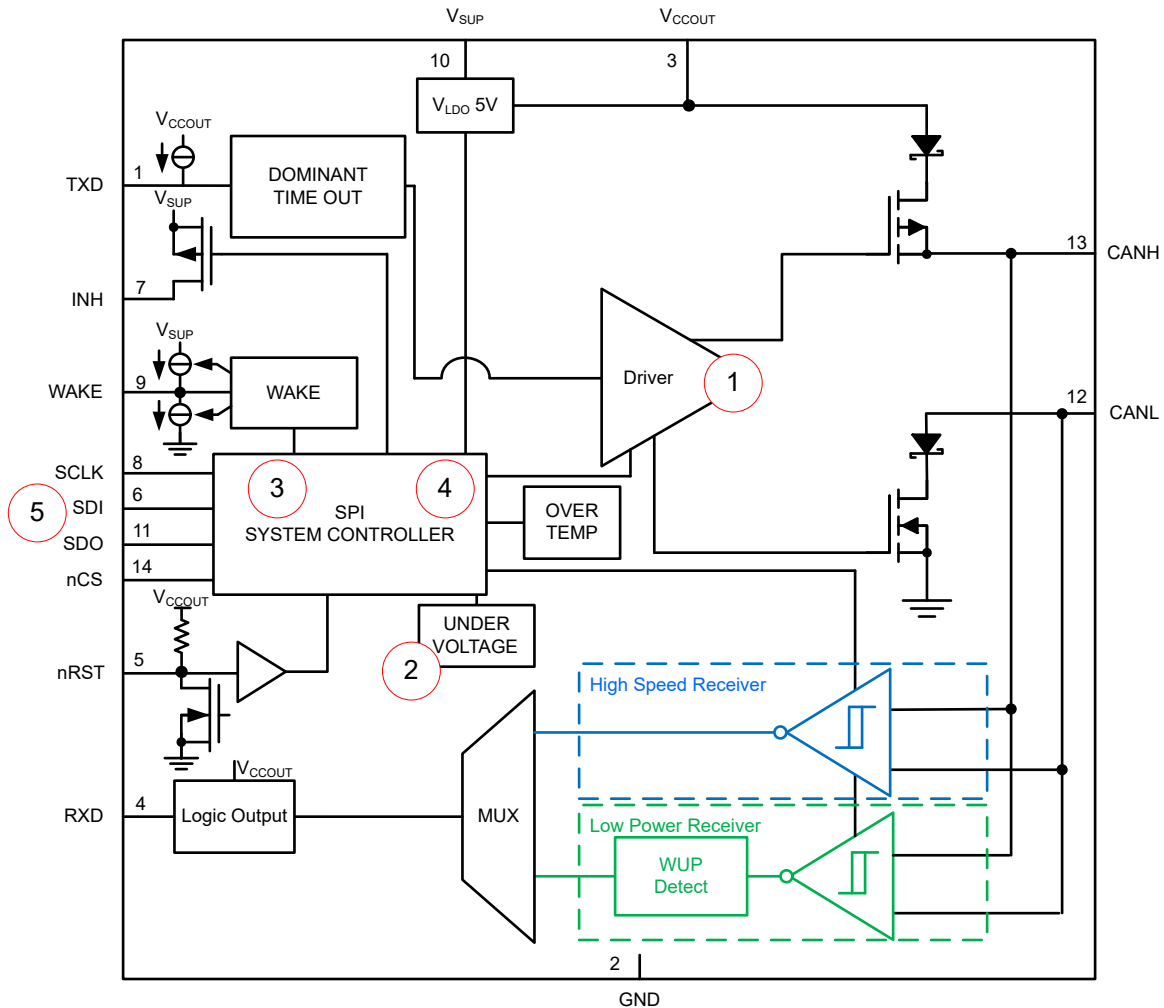 VSUP
VCCOUT
10
3
VLDO 5V
VCCOUT
TXD
1
DOMINANT
TIME OUT
VSUP
INH
7
13
CANH
VSUP
WAKE
9
WAKE
Driver
1
12
CANL
SCLK
8
3
4
5
SDI
6
SPI
SYSTEM CONTROLLER
OVER
TEMP
SDO
11
nCS
14
VCCOUT
UNDER
VOLTAGE
2
nRST
5
High Speed Receiver
VCCOUT
RXD
4
Logic Output
MUX
Low Power Receiver
WUP
Detect
2
GND